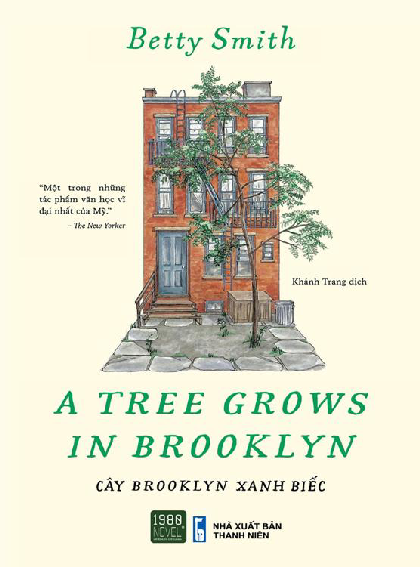 Betty Smith
“Một trong những
tác phẩm văn học vĩ
đại nhất của Mỹ.”
– The New Yorker
Khánh Trang dịch
A TREE GROWS
IN BROOKLYN
CÂY BROOKLYN XANH BIẾC
1980
NOVEL
NHÀ XUẤT BẢN
THANH NIÊN